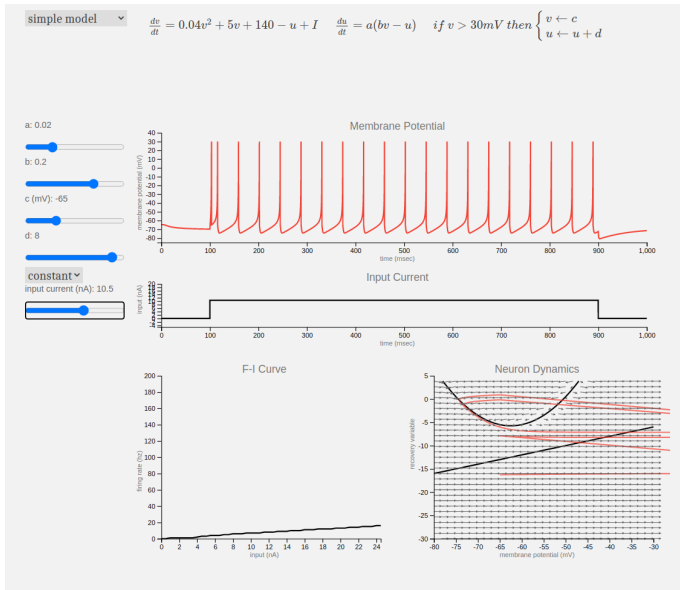 simple model
dv/dt = 0.04v² + 5v + 140 − u + I du/dt = a(bv − u) if v > 30mV then { v ← c
u ← u + d
a: 0.02
b: 0.2
c (mV): -65
d: 8
constant
input current (nA): 10.5
Membrane Potential
membrane potential (mV)
40
30
20
10
0
-10
-20
-30
-40
-50
-60
-70
-80
0 100 200 300 400 500 600 700 800 900 1,000
time (msec)
Input Current
input (nA)
20
0 100 200 300 400 500 600 700 800 900 1,000
time (msec)
F-I Curve
firing rate (hz)
200
180
160
140
120
100
80
60
40
20
0
0 2 4 6 8 10 12 14 16 18 20 22 24
input (nA)
Neuron Dynamics
recovery variable
5
0
-5
-10
-15
-20
-25
-30
-80 -75 -70 -65 -60 -55 -50 -45 -40 -35 -30
membrane potential (mV)